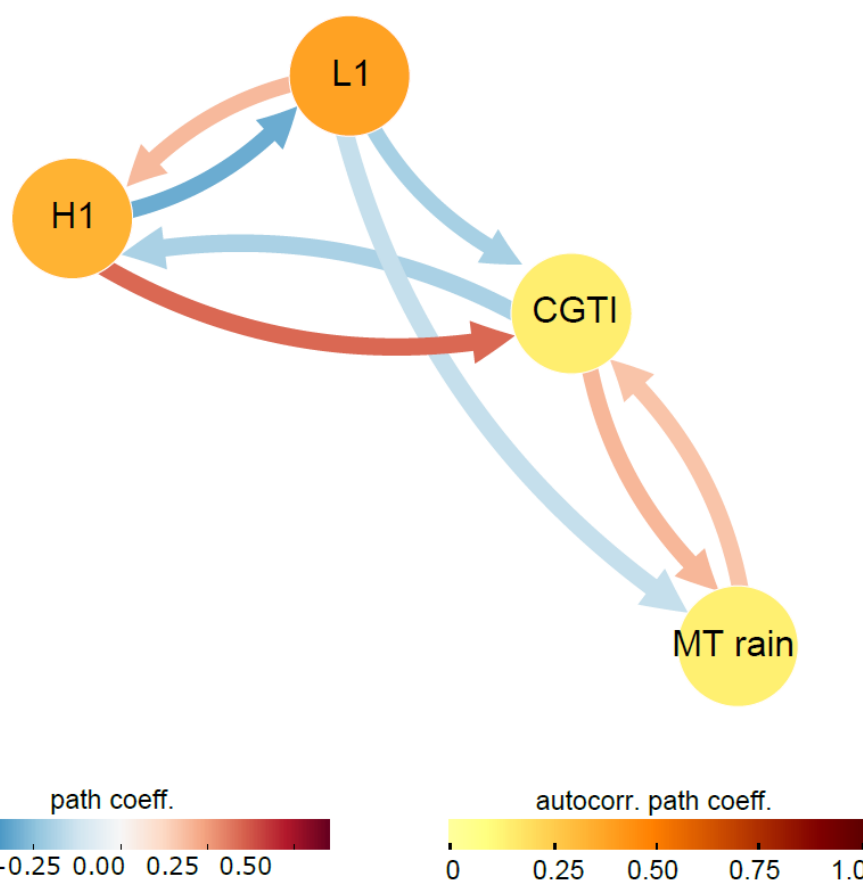 L1
H1
CGTI
MT rain
path coeff.
-0.25 0.00 0.25 0.50
autocorr. path coeff.
0 0.25 0.50 0.75 1.0